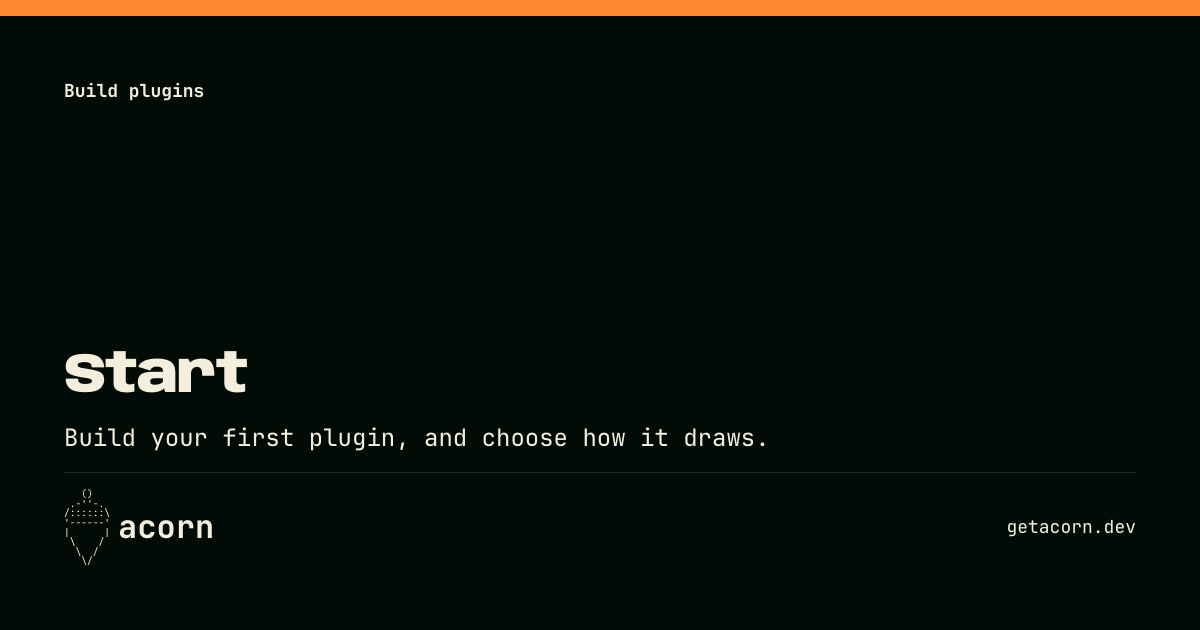 Build plugins
Start
Build your first plugin, and choose how it draws.
acorn
getacorn.dev